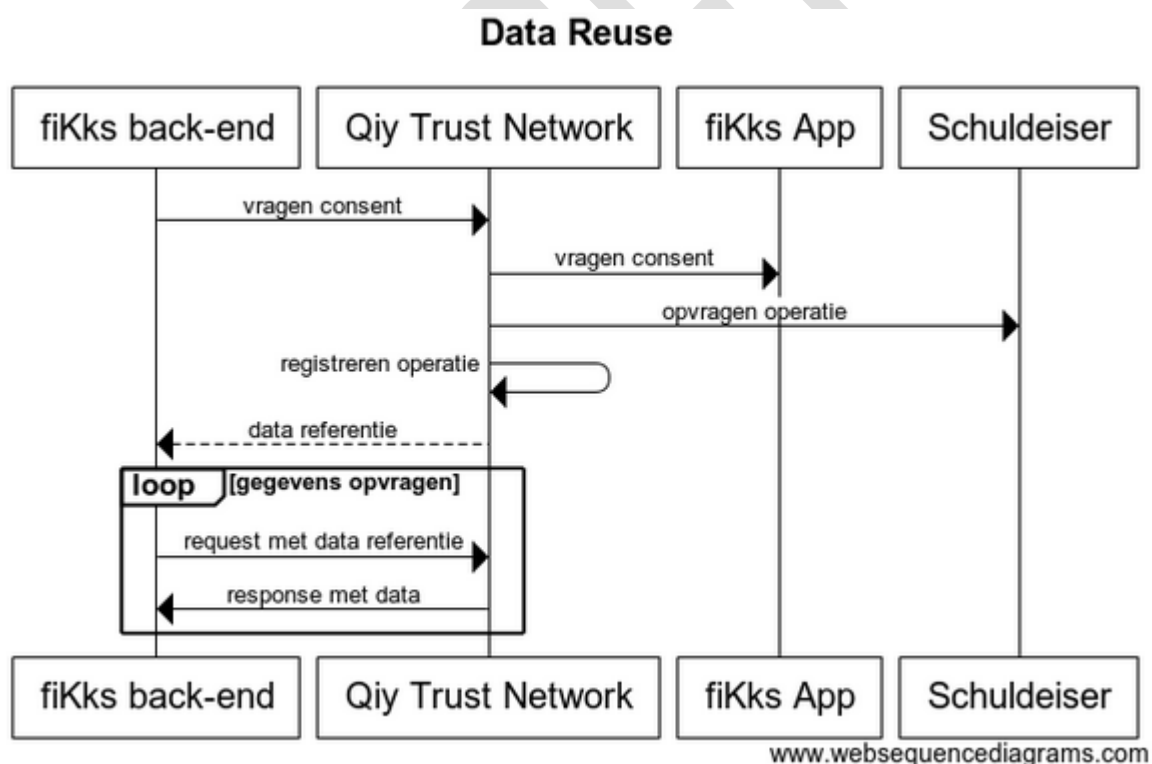 Data Reuse
fiKks back-end
Qiy Trust Network
fiKks App
Schuldeiser
vragen consent
vragen consent
opvragen operatie
registreren operatie
data referentie
loop
[gegevens opvragen]
request met data referentie
response met data
fiKks back-end
Qiy Trust Network
fiKks App
Schuldeiser
www.websequencediagrams.com